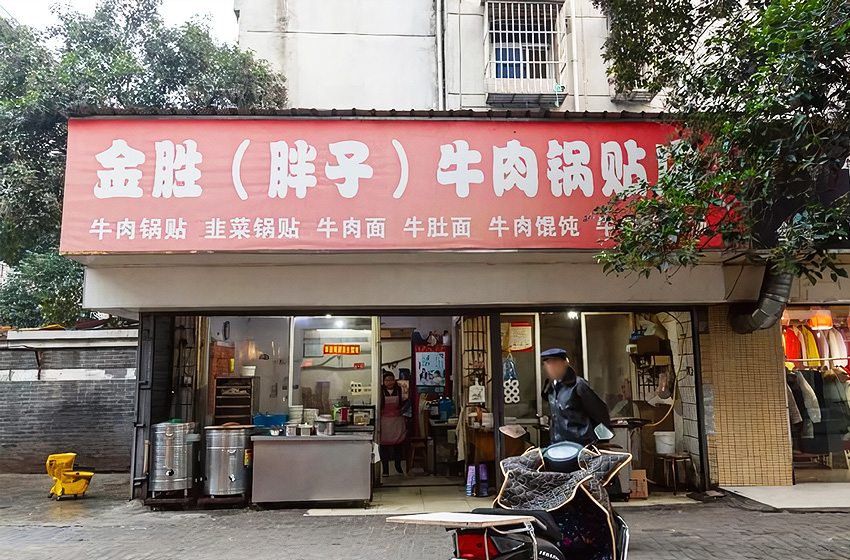 金胜（胖子）牛肉锅贴
牛肉锅贴 韭菜锅贴 牛肉面 牛肚面 牛肉馄饨 牛